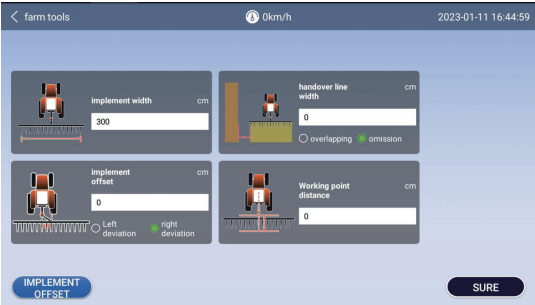 farm tools
0km/h
2023-01-11 16:44:59
implement width cm
300
handover line
width
cm
0
overlapping omission
implement
offset
cm
0
Left
deviation
right
deviation
Working point
distance
cm
0
IMPLEMENT
OFFSET
SURE